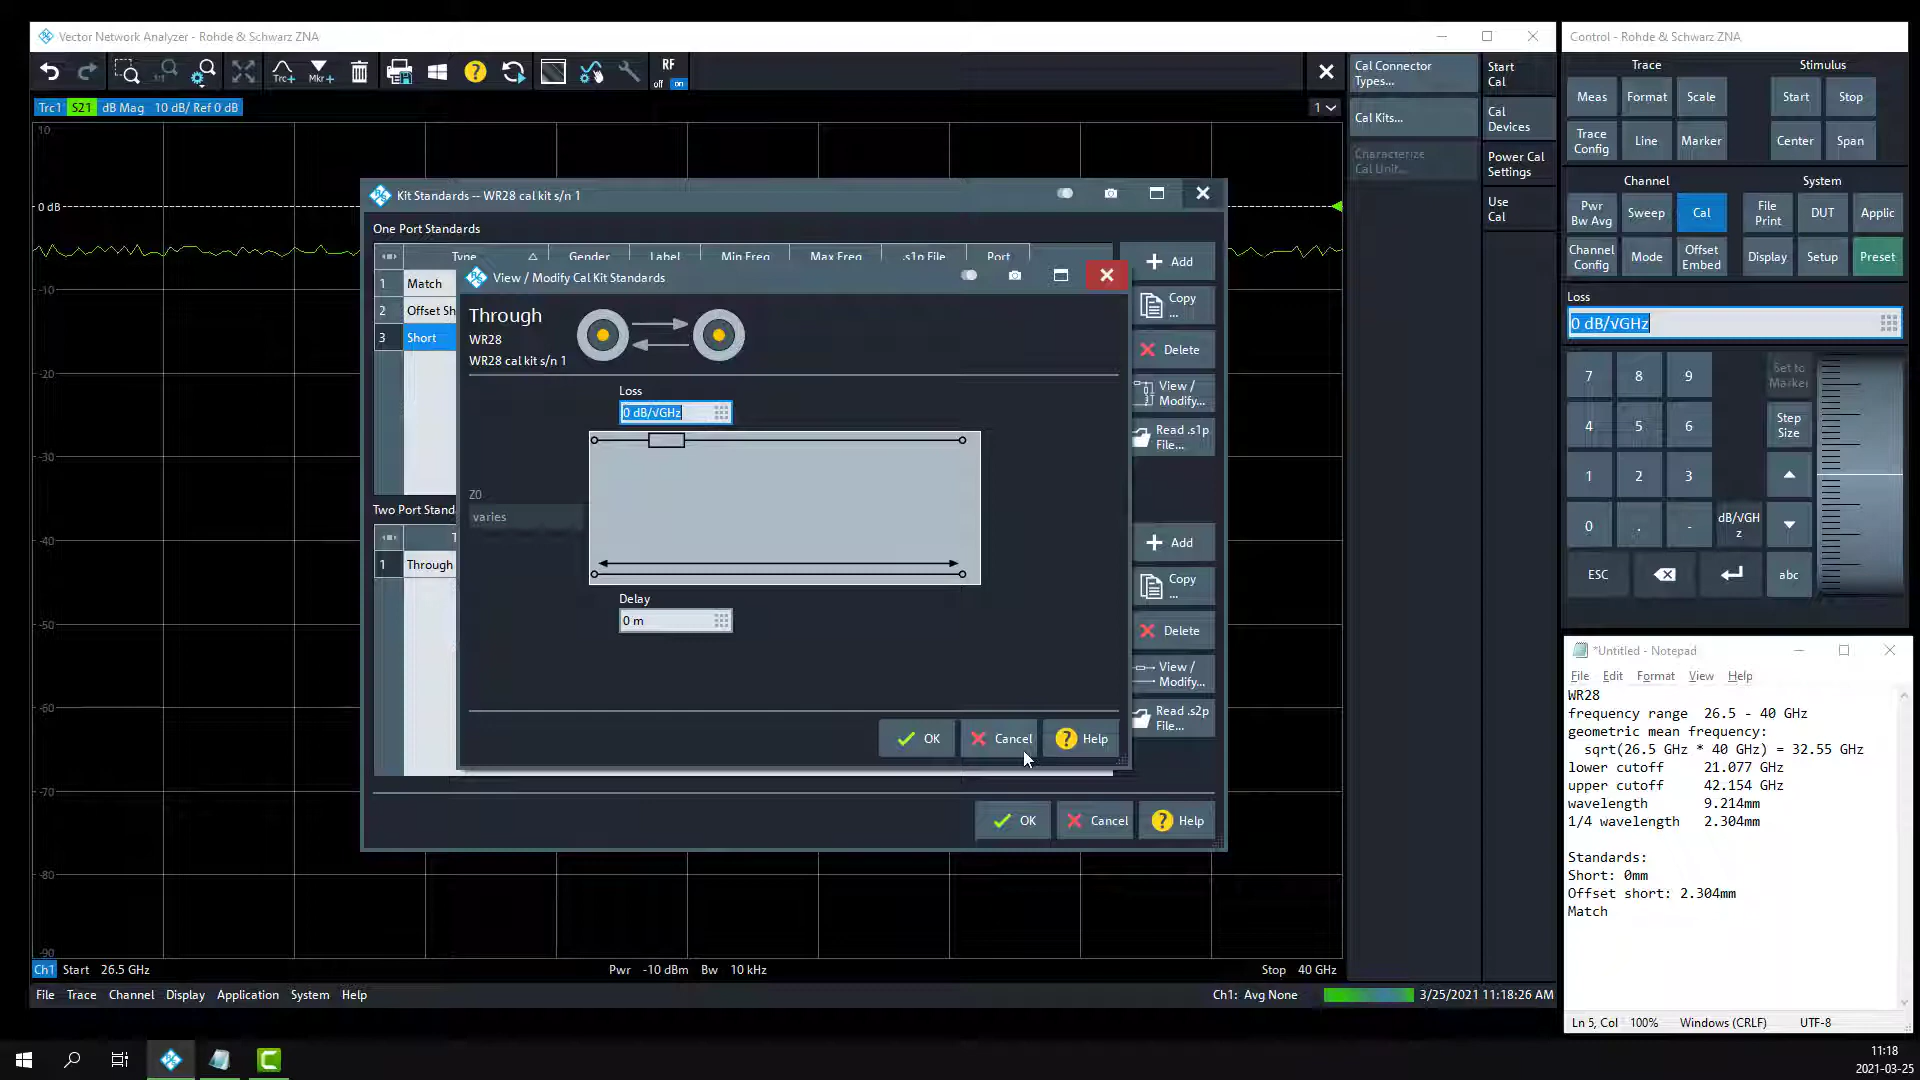 Vector Network Analyzer - Rohde & Schwarz ZNA
RF
off on
Trc1 S21 dB Mag 10 dB/ Ref 0 dB
1
10
0 dB
-10
-20
-30
-40
-50
-60
-70
-80
-90
Ch1 Start 26.5 GHz
Pwr -10 dBm Bw 10 kHz
Stop 40 GHz
File Trace Channel Display Application System Help
Ch1: Avg None
3/25/2021 11:18:26 AM
Cal Connector
Types...
Cal Kits...
Characterize
Cal Unit...
Start
Cal
Cal
Devices
Power Cal
Settings
Use
Cal
Kit Standards -- WR28 cal kit s/n 1
One Port Standards
Type Gender Label Min Freq Max Freq .s1p File Port
1 Match
2 Offset Sh
3 Short
Two Port Standa
1 Through
Add
Copy
...
Delete
View /
Modify...
Read .s1p
File...
Add
Copy
...
Delete
View /
Modify...
Read .s2p
File...
OK Cancel Help
View / Modify Cal Kit Standards
Through
WR28
WR28 cal kit s/n 1
Loss
0 dB/√GHz
Z0
varies
Delay
0 m
OK Cancel Help
Control - Rohde & Schwarz ZNA
Trace Stimulus
Meas Format Scale Start Stop
Trace
Config
Line Marker Center Span
Channel System
Pwr
Bw Avg
Sweep Cal
File
Print
DUT Applic
Channel
Config
Mode
Offset
Embed
Display Setup Preset
Loss
0 dB/√GHz
7 8 9
Set to
Marker
4 5 6
Step
Size
1 2 3
0 . -
dB/√GH
z
ESC abc
*Untitled - Notepad
File Edit Format View Help
WR28
frequency range 26.5 - 40 GHz
geometric mean frequency:
sqrt(26.5 GHz * 40 GHz) = 32.55 GHz
lower cutoff 21.077 GHz
upper cutoff 42.154 GHz
wavelength 9.214mm
1/4 wavelength 2.304mm
Standards:
Short: 0mm
Offset short: 2.304mm
Match
Ln 5, Col 100% Windows (CRLF) UTF-8
11:18
2021-03-25